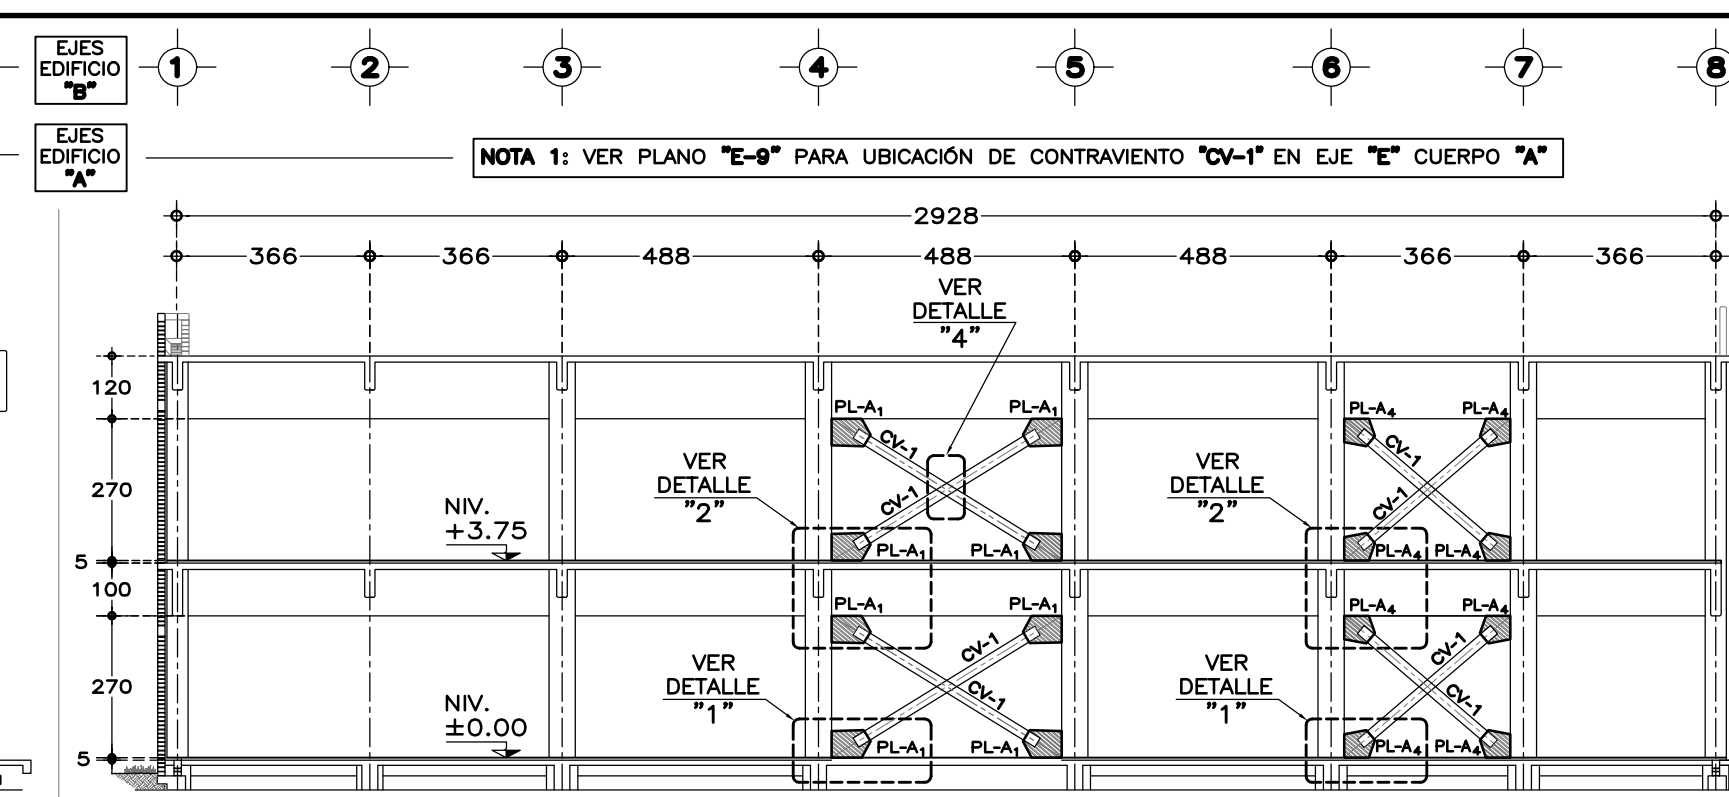 EJES
EDIFICIO
"B"
1
2
3
4
5
6
7
8
EJES
EDIFICIO
"A"
NOTA 1: VER PLANO "E-9" PARA UBICACIÓN DE CONTRAVIENTO "CV-1" EN EJE "E" CUERPO "A"
2928
366
366
488
488
488
366
366
VER
DETALLE
"4"
120
PL-A1
PL-A1
PL-A4
PL-A4
CV-1
CV-1
VER
DETALLE
"2"
VER
DETALLE
"2"
270
CV-1
CV-1
NIV.
+3.75
PL-A1
PL-A1
PL-A4
PL-A4
5
100
PL-A1
PL-A1
PL-A4
PL-A4
CV-1
CV-1
VER
DETALLE
"1"
VER
DETALLE
"1"
270
CV-1
CV-1
NIV.
±0.00
PL-A1
PL-A1
PL-A4
PL-A4
5